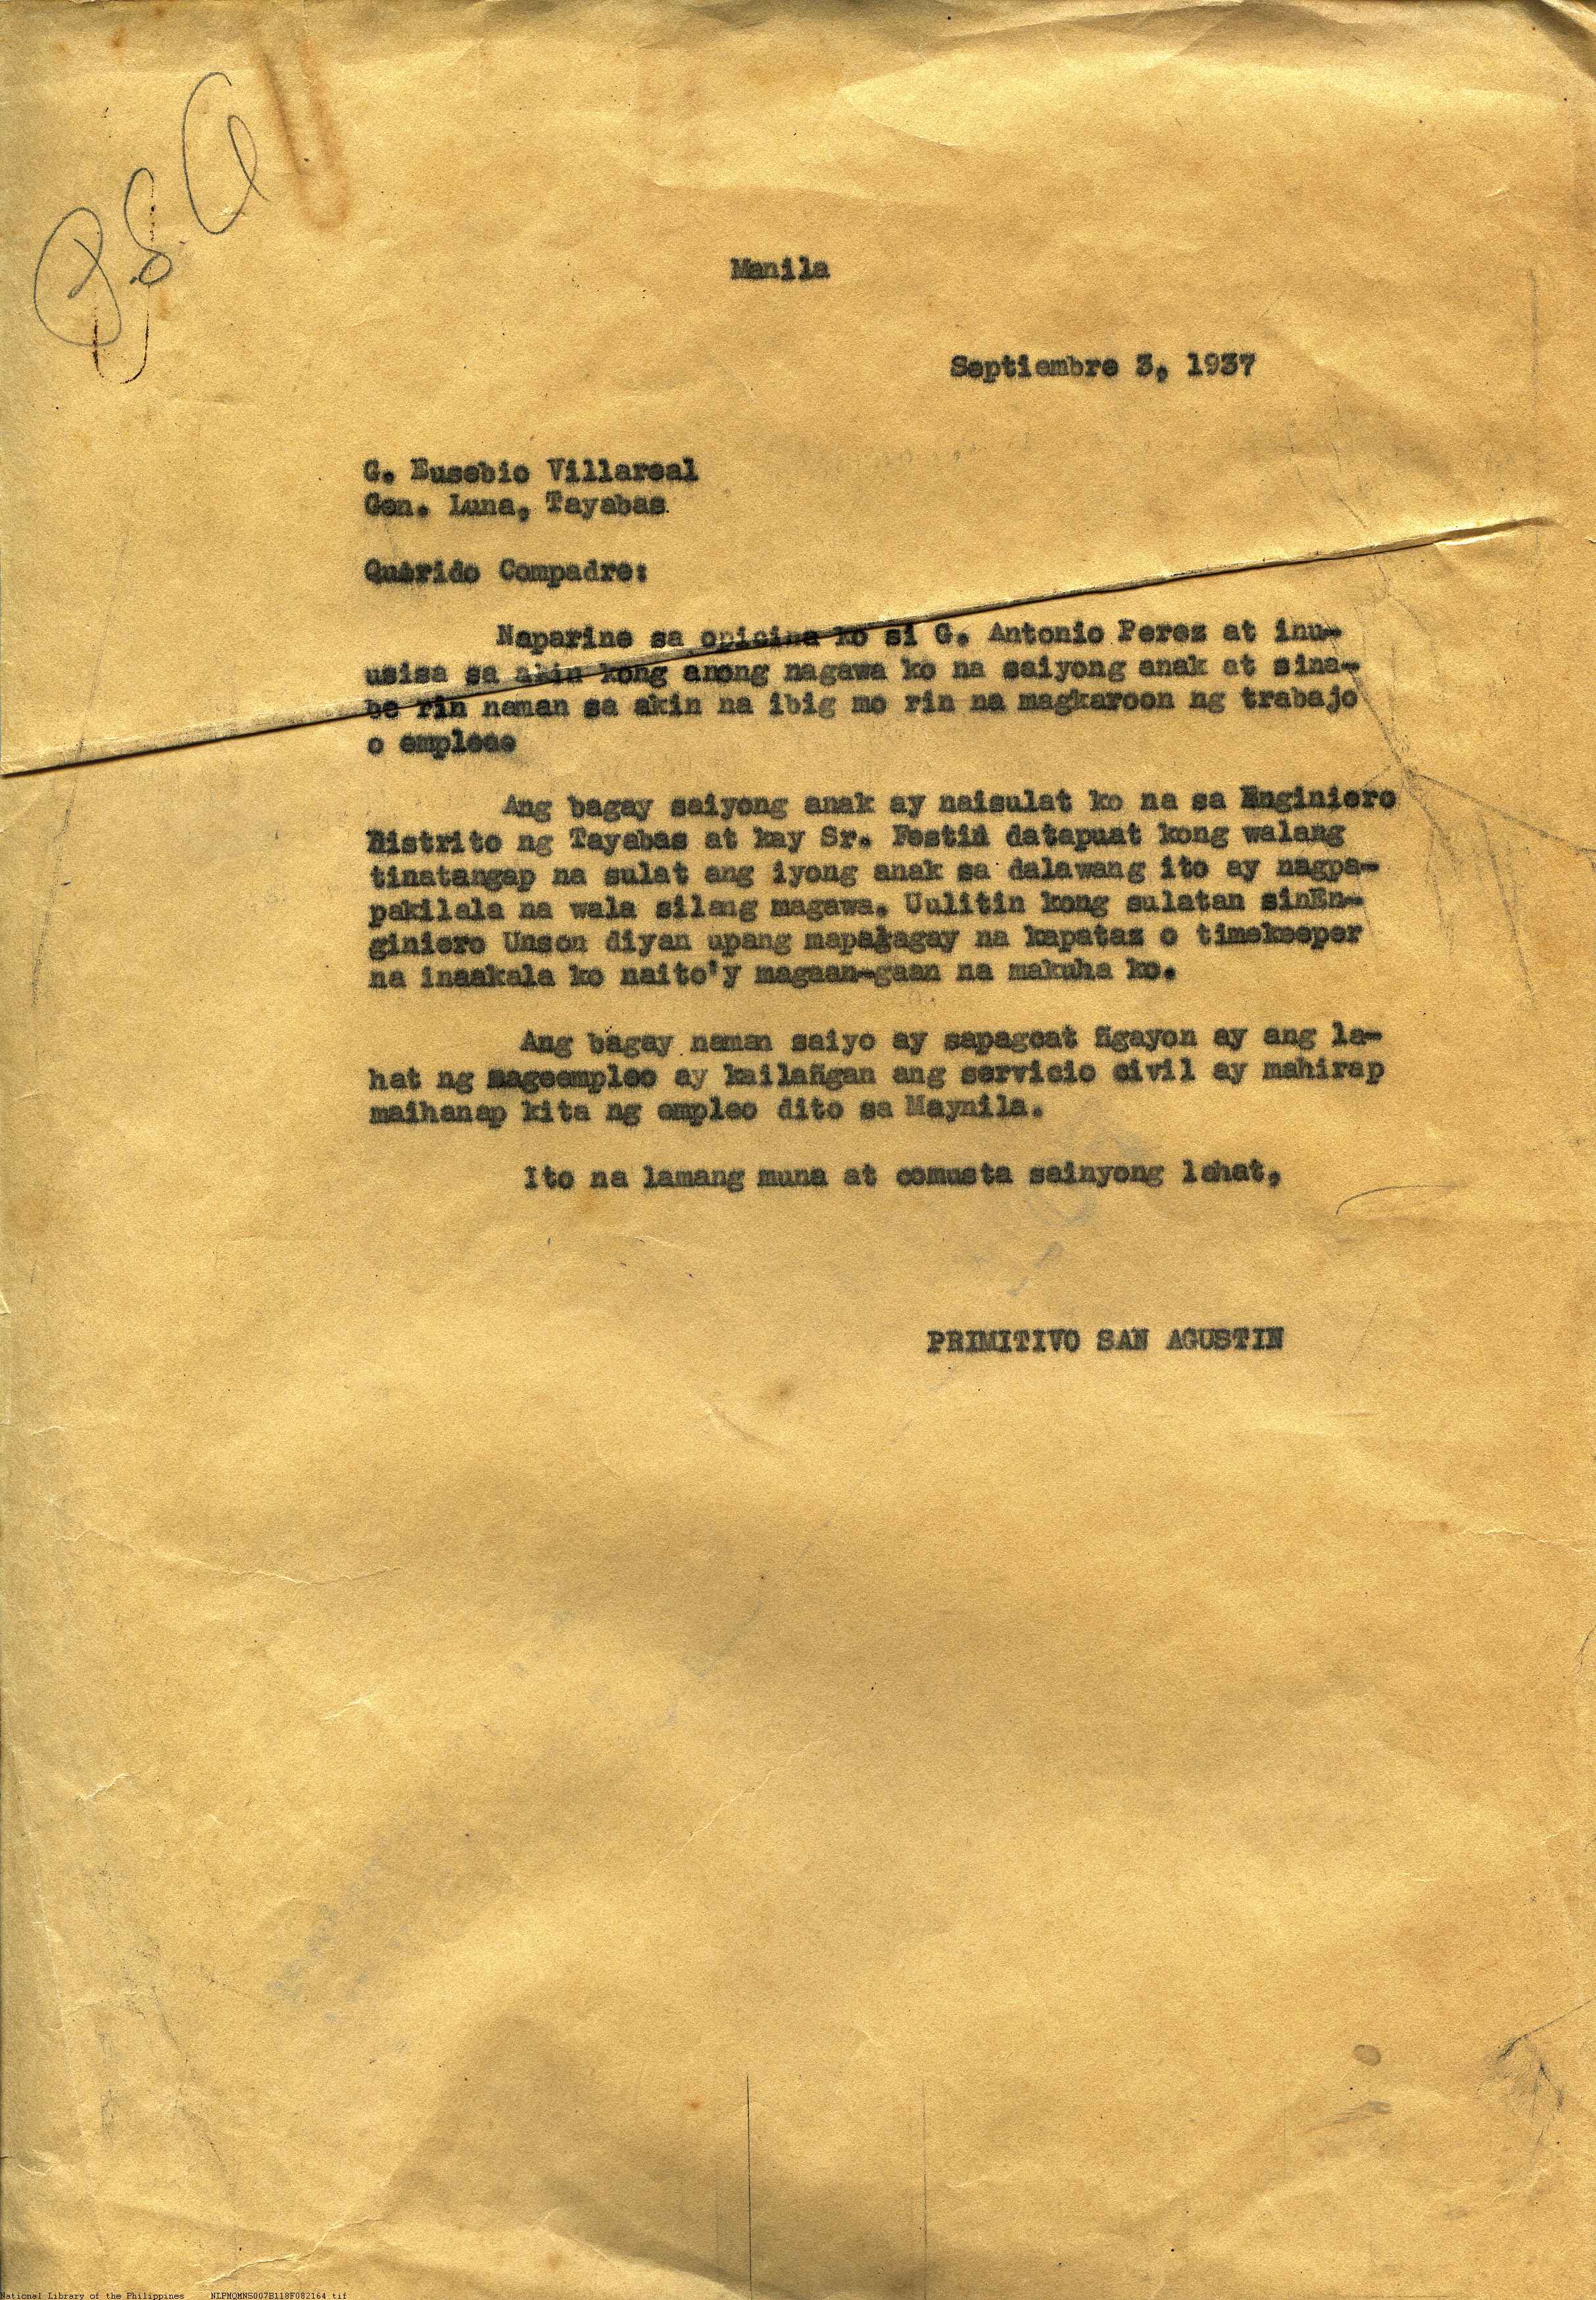 P.S.A
Manila
Septiembre 3, 1937
G. Eusebio Villareal
Gen. Luna, Tayabas
Querido Compadre:
Naparine sa opicina ko si G. Antonio Perez at inu-
usisa sa akin kong anong nagawa ko na saiyong anak at sina-
be rin naman sa akin na ibig mo rin na magkaroon ng trabajo
o empleoe
Ang bagay saiyong anak ay naisulat ko na sa Enginiero
Distrito ng Tayabas at kay Sr. Festin datapuat kong walang
tinatangap na sulat ang iyong anak sa dalawang ito ay nagpa-
pakilala na wala silang magawa. Uulitin kong sulatan sinEn-
giniero Unson diyan upang mapalagay na kapataz o timekeeper
na inaakala ko naito'y magaan-gaan na makuha ko.
Ang bagay naman saiyo ay sapagcat ñgayon ay ang la-
hat ng mageempleo ay kailañgan ang servicio civil ay mahirap
maihanap kita ng empleo dito sa Maynila.
Ito na lamang muna at comusta sainyong lahat,
PRIMITIVO SAN AGUSTIN
National Library of the Philippines NLPMQMNS007B118F082164.tif